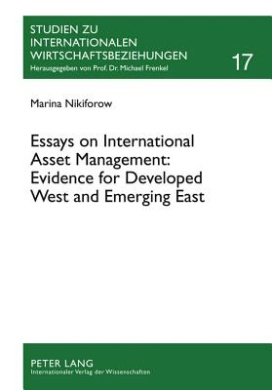 STUDIEN ZU
INTERNATIONALEN
WIRTSCHAFTSBEZIEHUNGEN
Herausgegeben von Prof. Dr. Michael Frenkel
17
Marina Nikiforow
Essays on International
Asset Management:
Evidence for Developed
West and Emerging East
PETER LANG
Internationaler Verlag der Wissenschaften